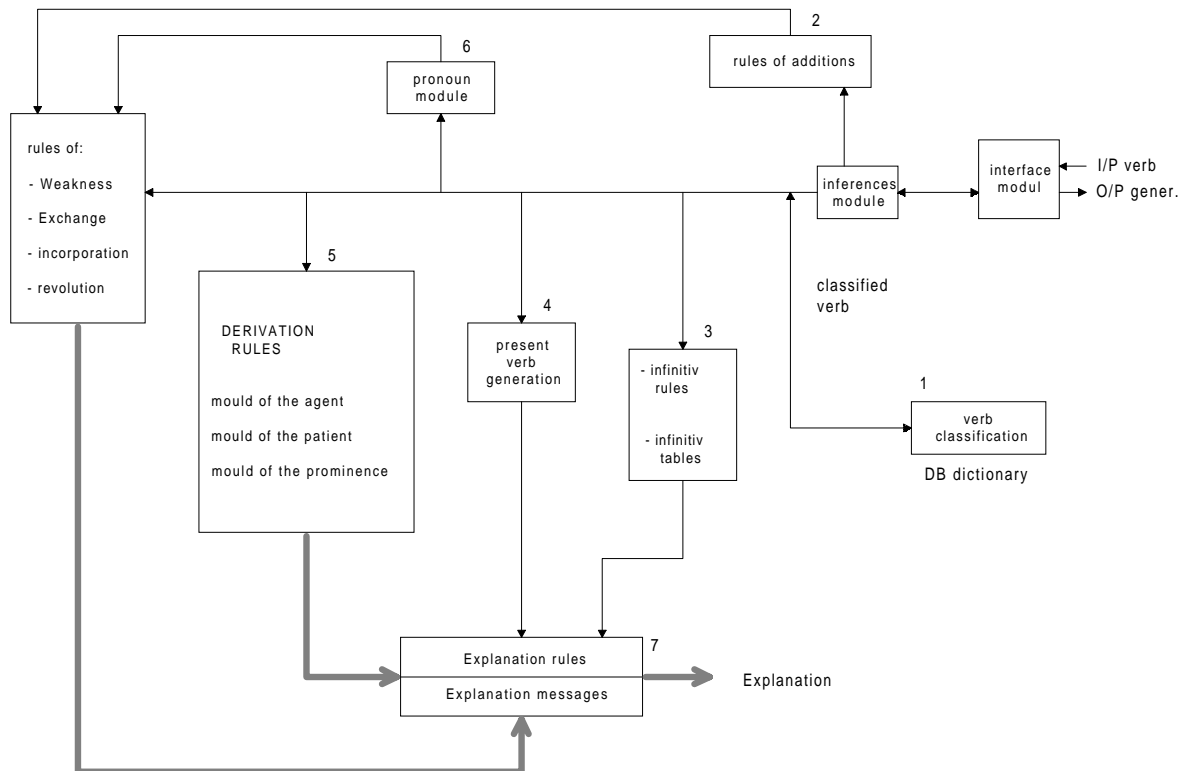 2
6
rules of additions
pronoun
module
rules of:
- Weakness
- Exchange
- incorporation
- revolution
inferences
module
interface
modul
I/P verb
O/P gener.
5
DERIVATION
RULES
mould of the agent
mould of the patient
mould of the prominence
4
present
verb
generation
3
- infinitiv
rules
- infinitiv
tables
classified
verb
1
verb
classification
DB dictionary
7
Explanation rules
Explanation messages
Explanation